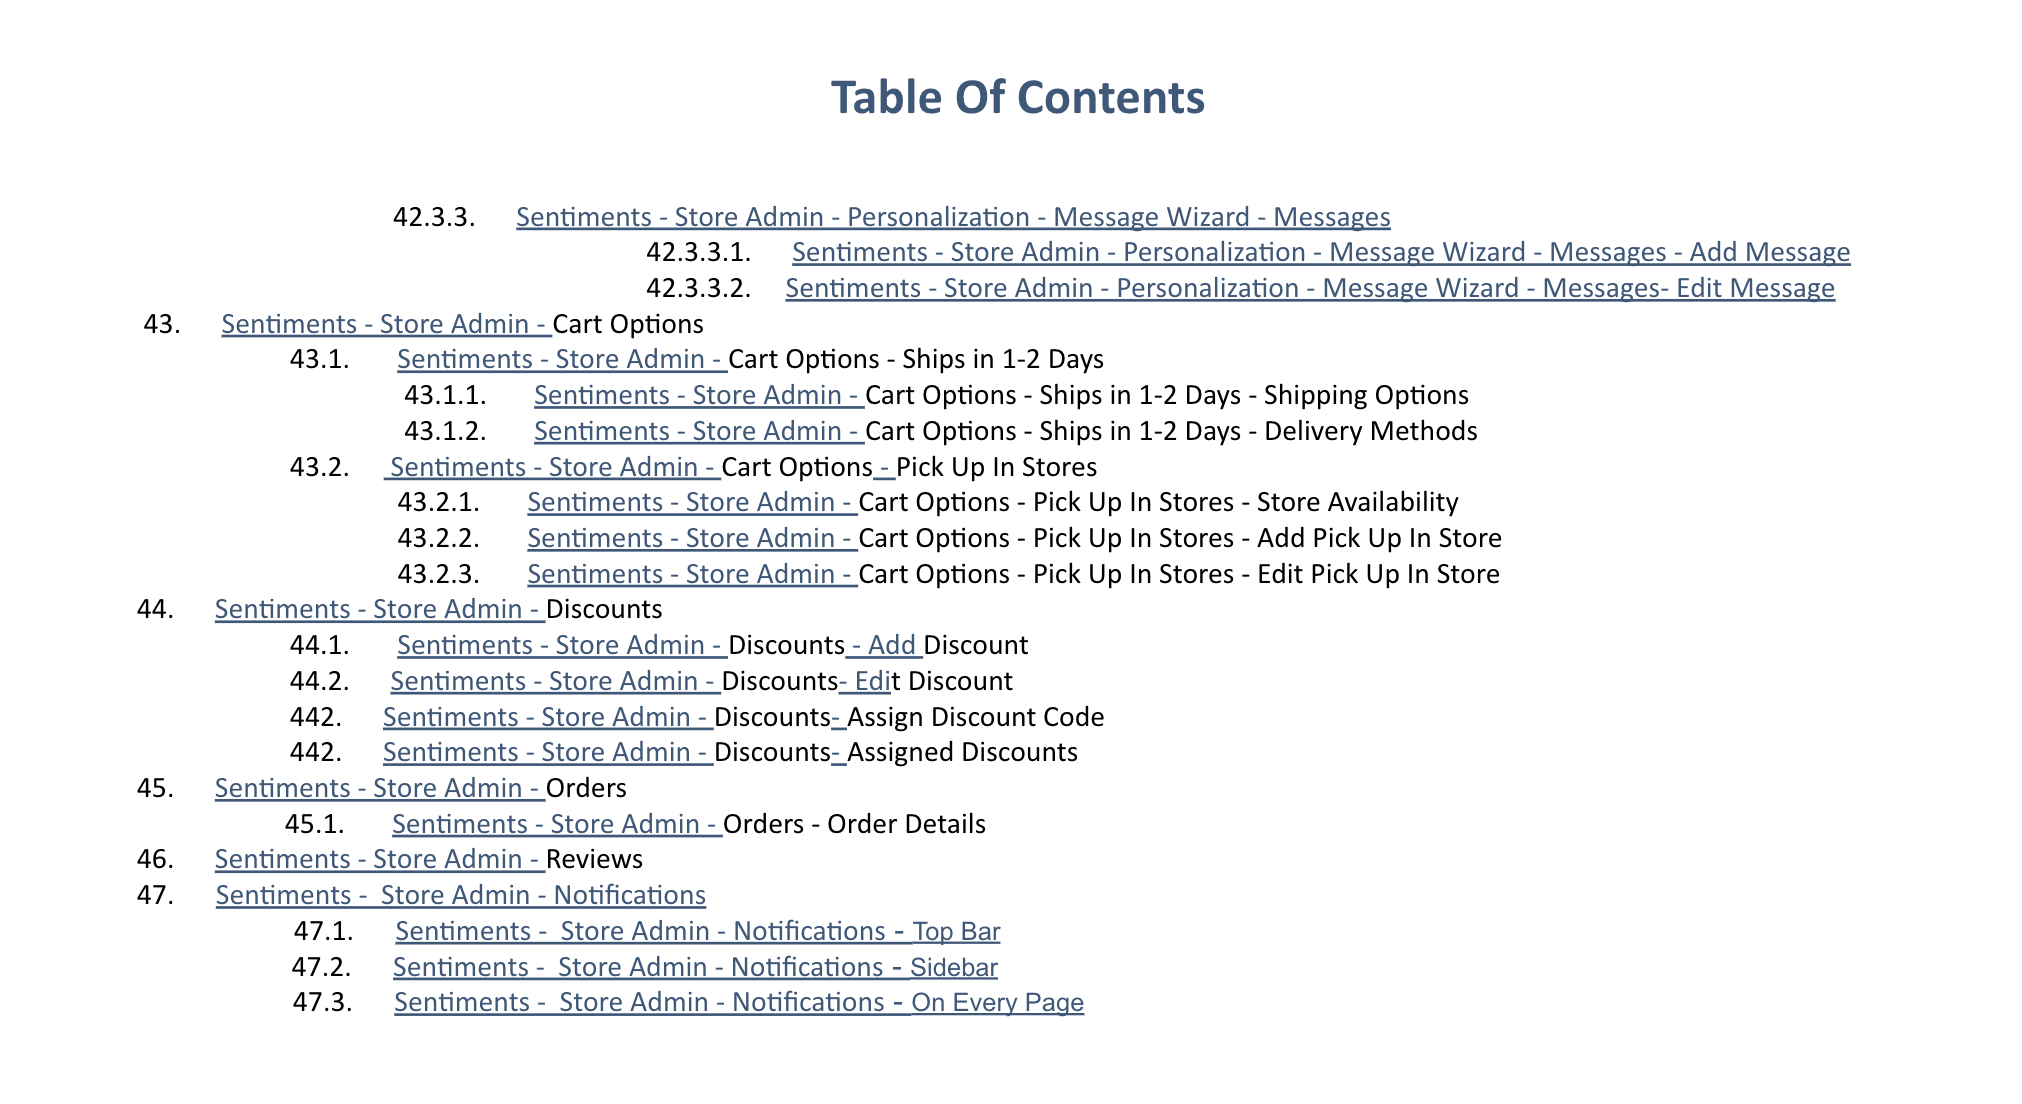 Table Of Contents
42.3.3. Sentiments - Store Admin - Personalization - Message Wizard - Messages
42.3.3.1. Sentiments - Store Admin - Personalization - Message Wizard - Messages - Add Message
42.3.3.2. Sentiments - Store Admin - Personalization - Message Wizard - Messages- Edit Message
43. Sentiments - Store Admin - Cart Options
43.1. Sentiments - Store Admin - Cart Options - Ships in 1-2 Days
43.1.1. Sentiments - Store Admin - Cart Options - Ships in 1-2 Days - Shipping Options
43.1.2. Sentiments - Store Admin - Cart Options - Ships in 1-2 Days - Delivery Methods
43.2. Sentiments - Store Admin - Cart Options - Pick Up In Stores
43.2.1. Sentiments - Store Admin - Cart Options - Pick Up In Stores - Store Availability
43.2.2. Sentiments - Store Admin - Cart Options - Pick Up In Stores - Add Pick Up In Store
43.2.3. Sentiments - Store Admin - Cart Options - Pick Up In Stores - Edit Pick Up In Store
44. Sentiments - Store Admin - Discounts
44.1. Sentiments - Store Admin - Discounts - Add Discount
44.2. Sentiments - Store Admin - Discounts- Edit Discount
442. Sentiments - Store Admin - Discounts- Assign Discount Code
442. Sentiments - Store Admin - Discounts- Assigned Discounts
45. Sentiments - Store Admin - Orders
45.1. Sentiments - Store Admin - Orders - Order Details
46. Sentiments - Store Admin - Reviews
47. Sentiments -  Store Admin - Notifications
47.1. Sentiments -  Store Admin - Notifications - Top Bar
47.2. Sentiments -  Store Admin - Notifications - Sidebar
47.3. Sentiments -  Store Admin - Notifications - On Every Page